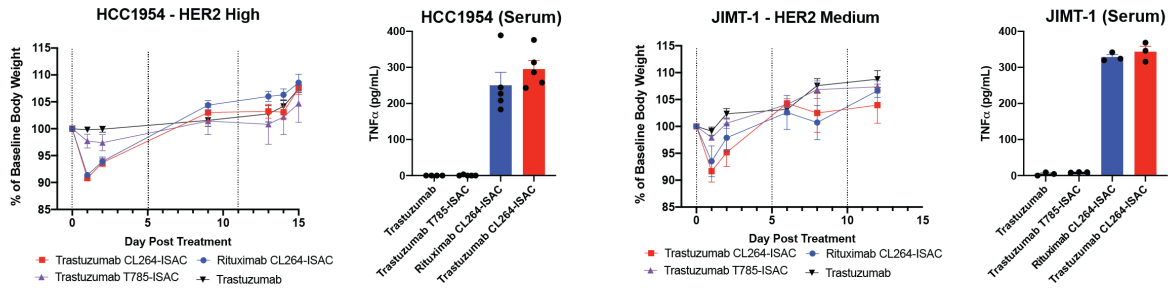 HCC1954 - HER2 High
% of Baseline Body Weight
115
110
105
100
95
90
85
0
5
10
15
Day Post Treatment
Trastuzumab CL264-ISAC
Rituximab CL264-ISAC
Trastuzumab T785-ISAC
Trastuzumab
HCC1954 (Serum)
TNFα (pg/mL)
400
300
200
100
0
Trastuzumab
Trastuzumab T785-ISAC
Rituximab CL264-ISAC
Trastuzumab CL264-ISAC
JIMT-1 - HER2 Medium
% of Baseline Body Weight
115
110
105
100
95
90
85
0
5
10
15
Day Post Treatment
Trastuzumab CL264-ISAC
Rituximab CL264-ISAC
Trastuzumab T785-ISAC
Trastuzumab
JIMT-1 (Serum)
TNFα (pg/mL)
400
300
200
100
0
Trastuzumab
Trastuzumab T785-ISAC
Rituximab CL264-ISAC
Trastuzumab CL264-ISAC